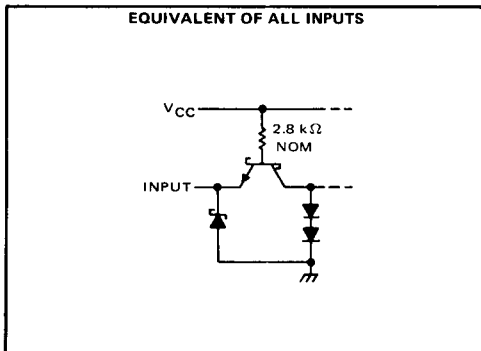 EQUIVALENT OF ALL INPUTS
VCC
2.8 kΩ
NOM
INPUT